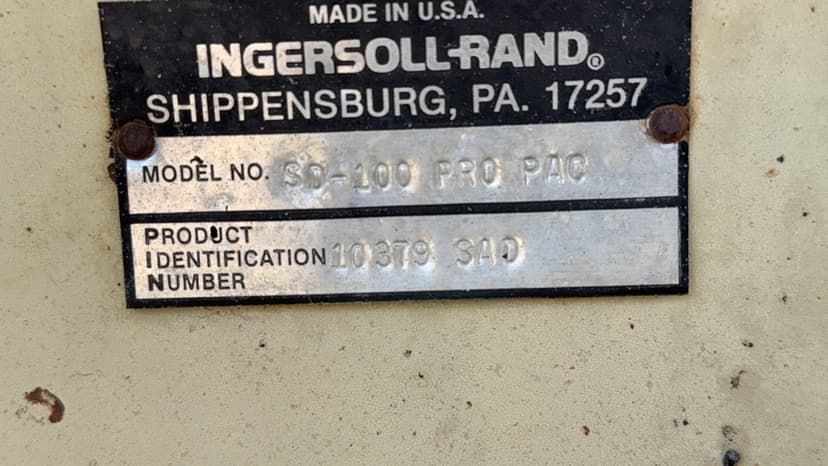 MADE IN U.S.A.
INGERSOLL-RAND®
SHIPPENSBURG, PA. 17257
MODEL NO. SD-100 PRO PAC
PRODUCT
IDENTIFICATION 10379 SAD
NUMBER